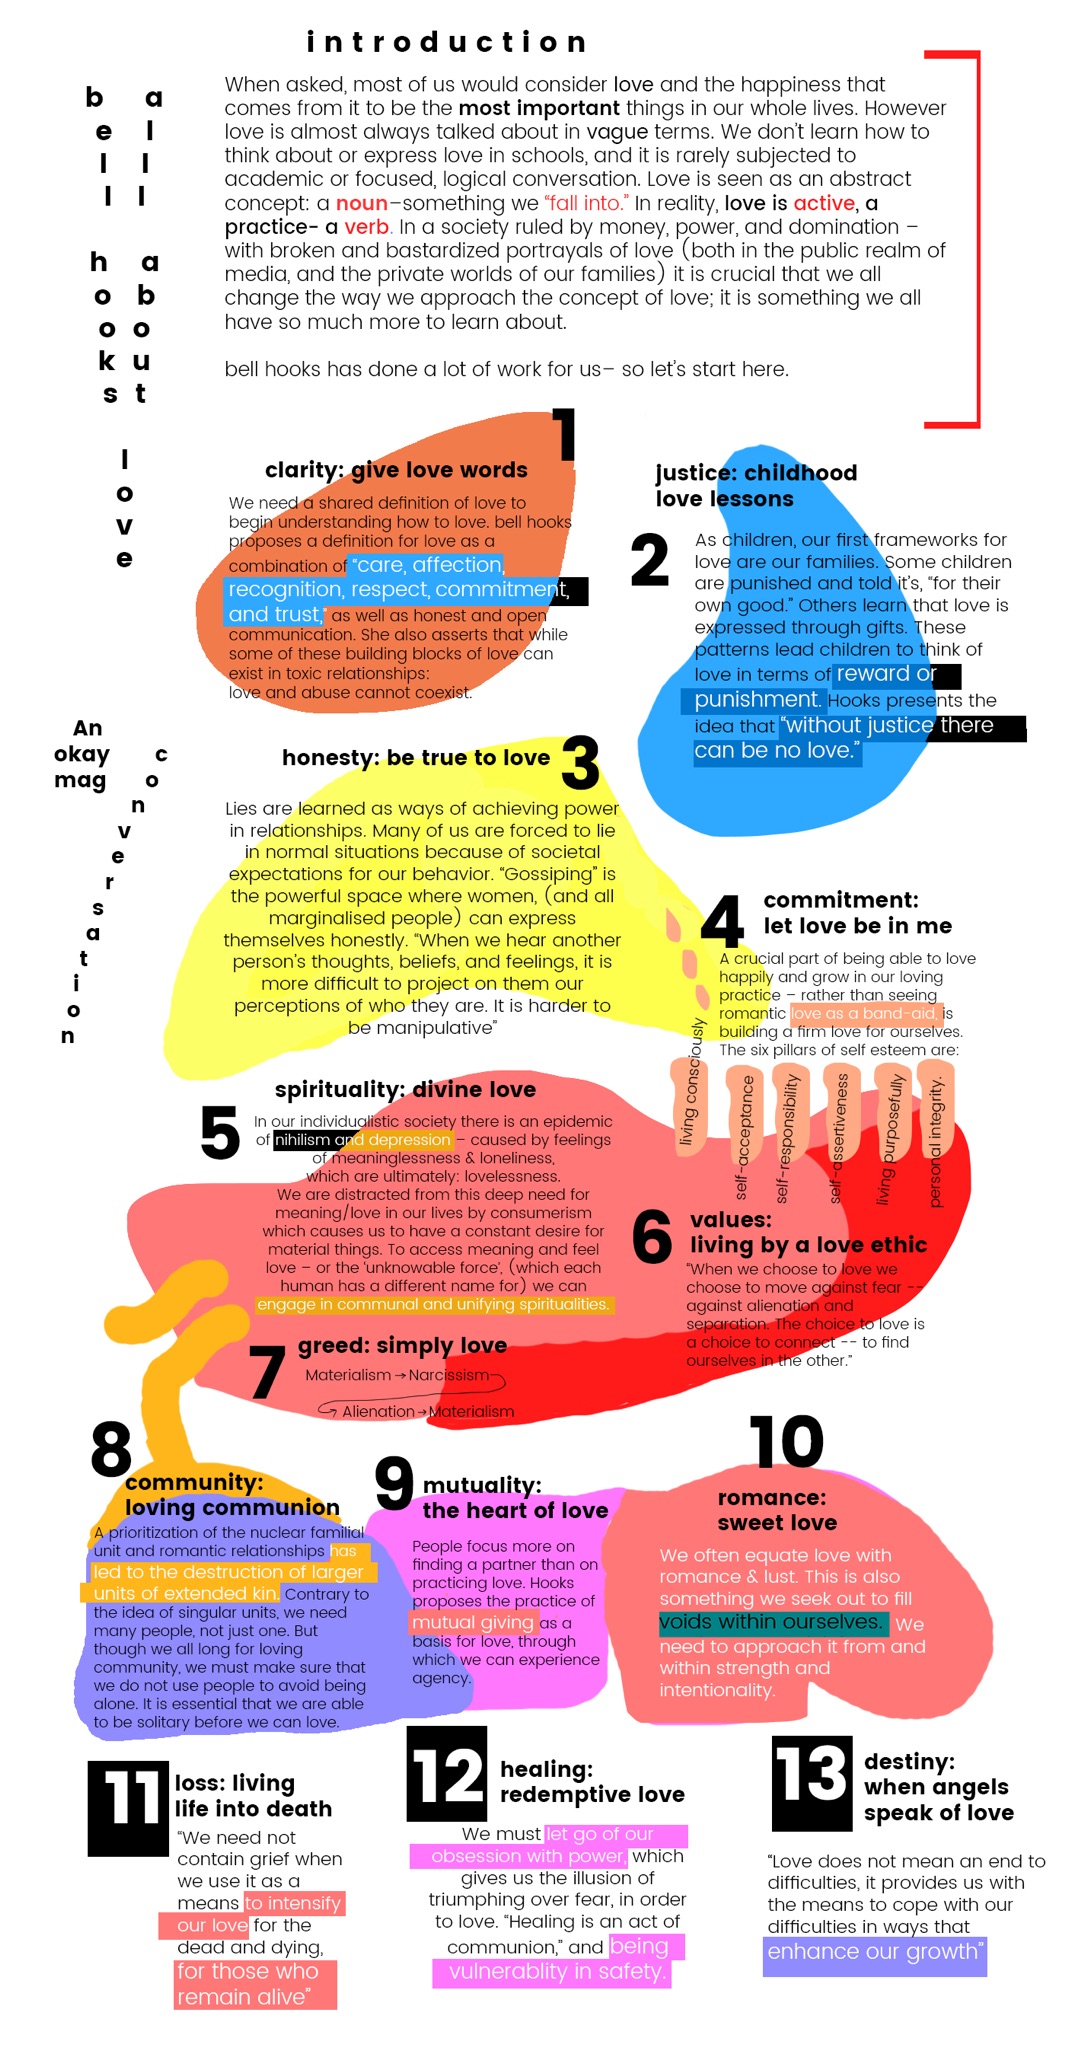 introduction
bell hooks
all about
love
When asked, most of us would consider love and the happiness that
comes from it to be the most important things in our whole lives. However
love is almost always talked about in vague terms. We don't learn how to
think about or express love in schools, and it is rarely subjected to
academic or focused, logical conversation. Love is seen as an abstract
concept: a noun–something we “fall into.” In reality, love is active, a
practice– a verb. In a society ruled by money, power, and domination –
with broken and bastardized portrayals of love (both in the public realm of
media, and the private worlds of our families) it is crucial that we all
change the way we approach the concept of love; it is something we all
have so much more to learn about.
bell hooks has done a lot of work for us– so let's start here.
An
okay
mag
conversation
1
clarity: give love words
We need a shared definition of love to
begin understanding how to love. bell hooks
proposes a definition for love as a
combination of “care, affection,
recognition, respect, commitment,
and trust,” as well as honest and open
communication. She also asserts that while
some of these building blocks of love can
exist in toxic relationships:
love and abuse cannot coexist.
justice: childhood
love lessons
2
As children, our first frameworks for
love are our families. Some children
are punished and told it's, “for their
own good.” Others learn that love is
expressed through gifts. These
patterns lead children to think of
love in terms of reward or
punishment. Hooks presents the
idea that “without justice there
can be no love.”
honesty: be true to love
3
Lies are learned as ways of achieving power
in relationships. Many of us are forced to lie
in normal situations because of societal
expectations for our behavior. “Gossiping” is
the powerful space where women, (and all
marginalised people) can express
themselves honestly. “When we hear another
person's thoughts, beliefs, and feelings, it is
more difficult to project on them our
perceptions of who they are. It is harder to
be manipulative”
4
commitment:
let love be in me
A crucial part of being able to love
happily and grow in our loving
practice – rather than seeing
romantic love as a band-aid, is
building a firm love for ourselves.
The six pillars of self esteem are:
living consciously
self-acceptance
self-responsibility
self-assertiveness
living purposefully
personal integrity.
spirituality: divine love
5
In our individualistic society there is an epidemic
of nihilism and depression – caused by feelings
of meaninglessness & loneliness,
which are ultimately: lovelessness.
We are distracted from this deep need for
meaning/love in our lives by consumerism
which causes us to have a constant desire for
material things. To access meaning and feel
love – or the 'unknowable force', (which each
human has a different name for) we can
engage in communal and unifying spiritualities.
6
values:
living by a love ethic
“When we choose to love we
choose to move against fear --
against alienation and
separation. The choice to love is
a choice to connect -- to find
ourselves in the other.”
7
greed: simply love
Materialism → Narcissism
→ Alienation → Materialism
8
community:
loving communion
A prioritization of the nuclear familial
unit and romantic relationships has
led to the destruction of larger
units of extended kin. Contrary to
the idea of singular units, we need
many people, not just one. But
though we all long for loving
community, we must make sure that
we do not use people to avoid being
alone. It is essential that we are able
to be solitary before we can love.
9
mutuality:
the heart of love
People focus more on
finding a partner than on
practicing love. Hooks
proposes the practice of
mutual giving as a
basis for love, through
which we can experience
agency.
10
romance:
sweet love
We often equate love with
romance & lust. This is also
something we seek out to fill
voids within ourselves. We
need to approach it from and
within strength and
intentionality.
11
loss: living
life into death
“We need not
contain grief when
we use it as a
means to intensify
our love for the
dead and dying,
for those who
remain alive”
12
healing:
redemptive love
We must let go of our
obsession with power, which
gives us the illusion of
triumphing over fear, in order
to love. “Healing is an act of
communion,” and being
vulnerablity in safety.
13
destiny:
when angels
speak of love
“Love does not mean an end to
difficulties, it provides us with
the means to cope with our
difficulties in ways that
enhance our growth”